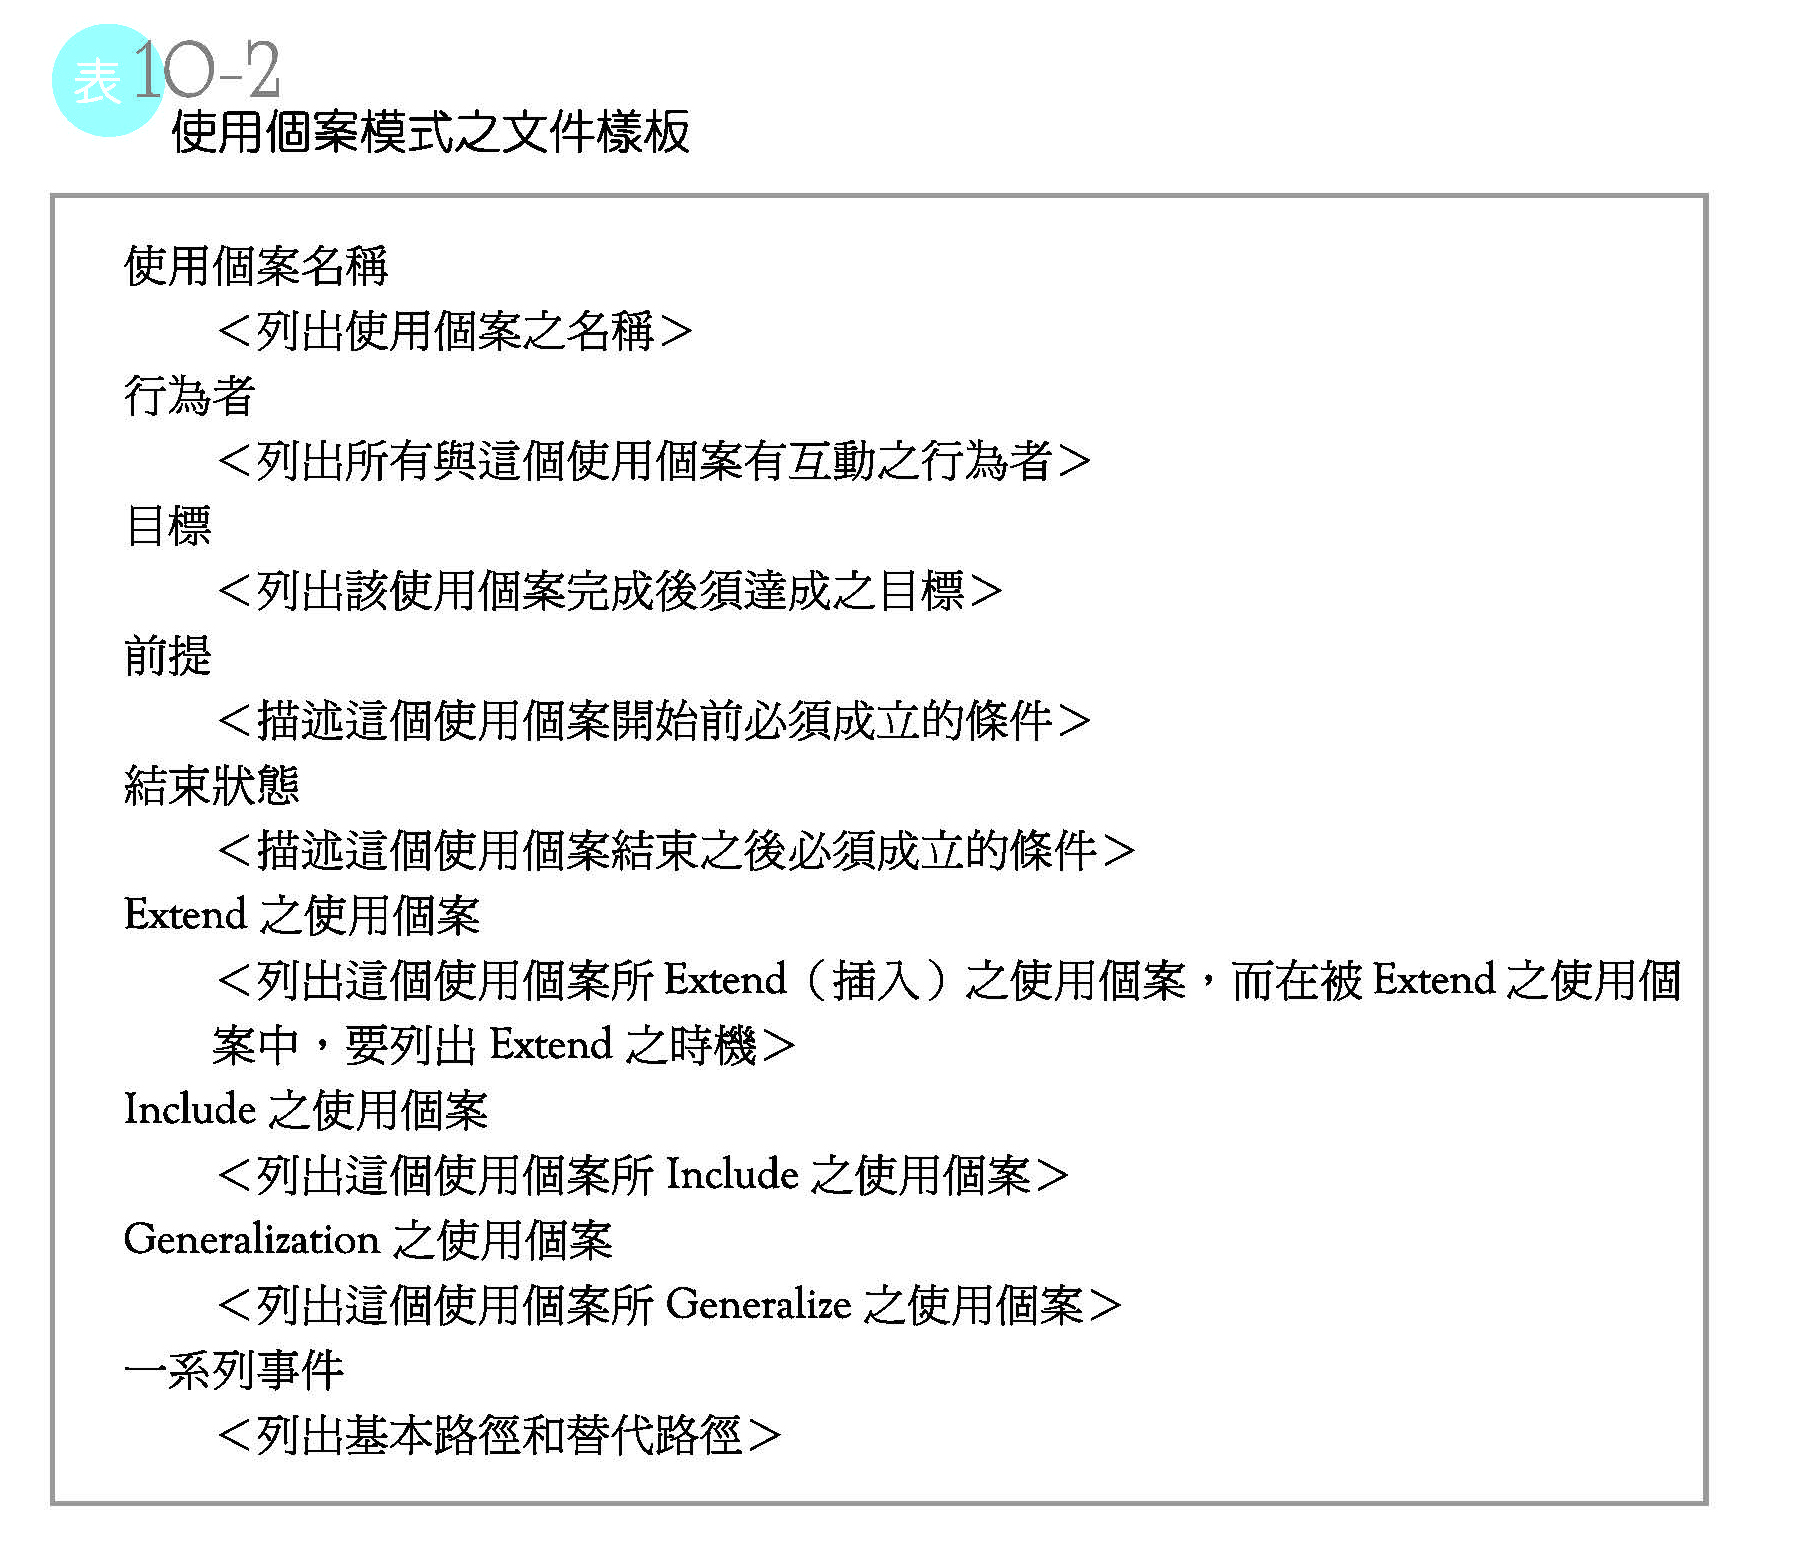 表10-2
使用個案模式之文件樣板
使用個案名稱
＜列出使用個案之名稱＞
行為者
＜列出所有與這個使用個案有互動之行為者＞
目標
＜列出該使用個案完成後須達成之目標＞
前提
＜描述這個使用個案開始前必須成立的條件＞
結束狀態
＜描述這個使用個案結束之後必須成立的條件＞
Extend 之使用個案
＜列出這個使用個案所 Extend（插入）之使用個案，而在被 Extend 之使用個
案中，要列出 Extend 之時機＞
Include 之使用個案
＜列出這個使用個案所 Include 之使用個案＞
Generalization 之使用個案
＜列出這個使用個案所 Generalize 之使用個案＞
一系列事件
＜列出基本路徑和替代路徑＞